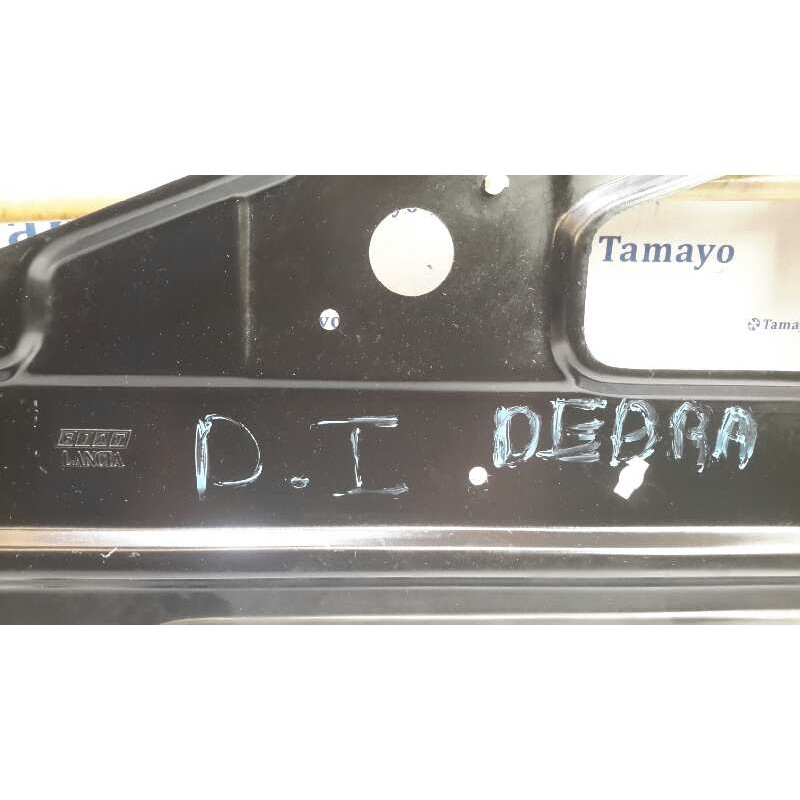 Tamayo
Tamay
FIAT
LANCIA
D.I. DEDRA